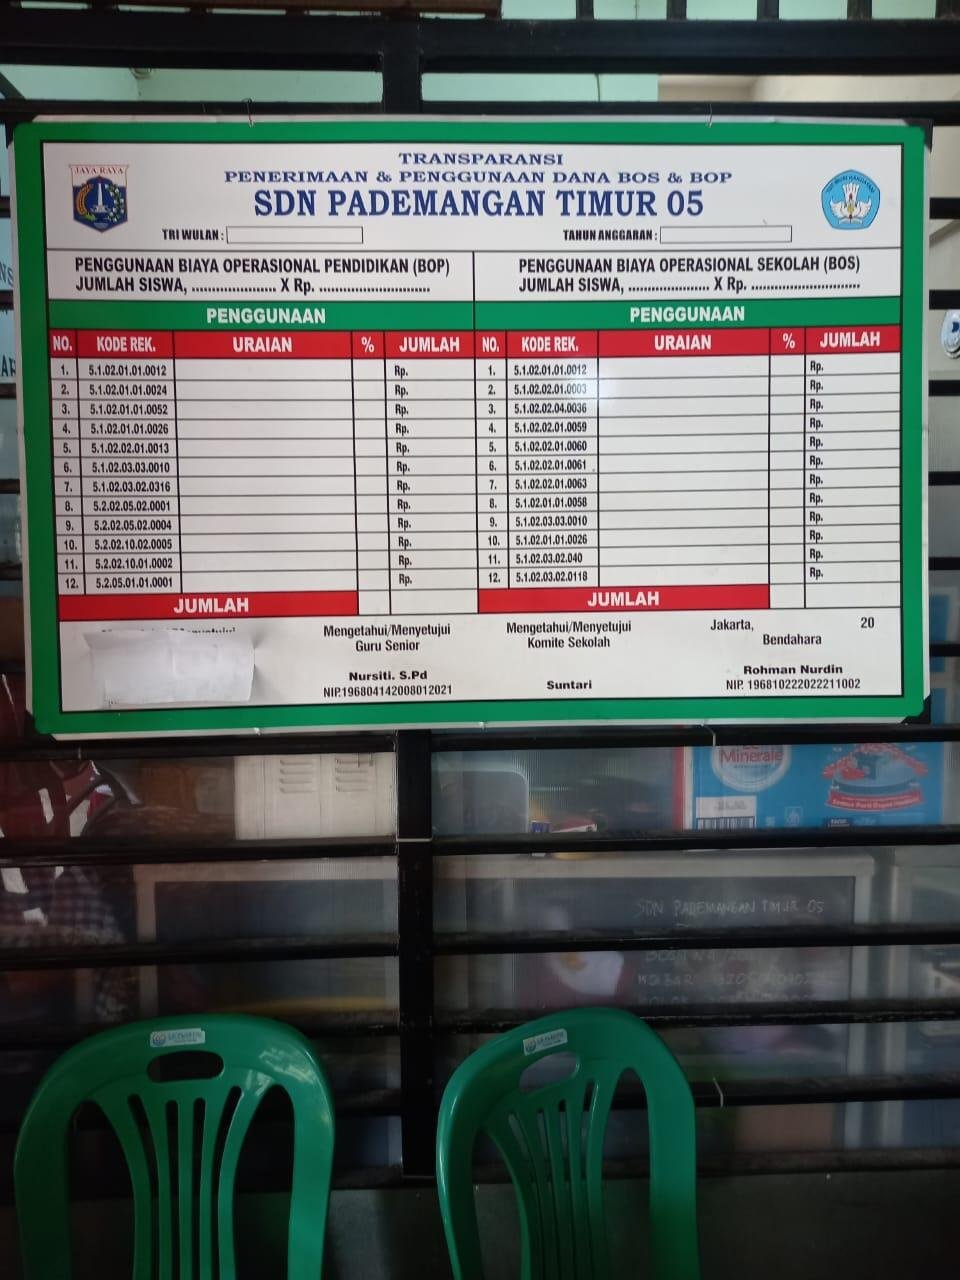 JAYA RAYA
TRANSPARANSI
PENERIMAAN & PENGGUNAAN DANA BOS & BOP
SDN PADEMANGAN TIMUR 05
TUT WURI HANDAYANI
TRI WULAN :
TAHUN ANGGARAN :
PENGGUNAAN BIAYA OPERASIONAL PENDIDIKAN (BOP)
JUMLAH SISWA, ..................... X Rp. ...........................
PENGGUNAAN
NO. KODE REK. URAIAN % JUMLAH
1. 5.1.02.01.01.0012 Rp.
2. 5.1.02.01.01.0024 Rp.
3. 5.1.02.01.01.0052 Rp.
4. 5.1.02.01.01.0026 Rp.
5. 5.1.02.02.01.0013 Rp.
6. 5.1.02.03.03.0010 Rp.
7. 5.1.02.03.02.0316 Rp.
8. 5.2.02.05.02.0001 Rp.
9. 5.2.02.05.02.0004 Rp.
10. 5.2.02.10.02.0005 Rp.
11. 5.2.02.10.01.0002 Rp.
12. 5.2.05.01.01.0001 Rp.
JUMLAH
PENGGUNAAN BIAYA OPERASIONAL SEKOLAH (BOS)
JUMLAH SISWA, .................... X Rp. ...........................
PENGGUNAAN
NO. KODE REK. URAIAN % JUMLAH
1. 5.1.02.01.01.0012 Rp.
2. 5.1.02.02.01.0003 Rp.
3. 5.1.02.02.04.0036 Rp.
4. 5.1.02.02.01.0059 Rp.
5. 5.1.02.02.01.0060 Rp.
6. 5.1.02.02.01.0061 Rp.
7. 5.1.02.02.01.0063 Rp.
8. 5.1.02.01.01.0058 Rp.
9. 5.1.02.03.03.0010 Rp.
10. 5.1.02.01.01.0026 Rp.
11. 5.1.02.03.02.040 Rp.
12. 5.1.02.03.02.0118 Rp.
JUMLAH
Mengetahui/Menyetujui
Guru Senior
Nursiti. S.Pd
NIP.196804142008012021
Mengetahui/Menyetujui
Komite Sekolah
Suntari
Jakarta, 20
Bendahara
Rohman Nurdin
NIP. 196810222022211002
Minerale
SDN PADEMANGAN TIMUR 05